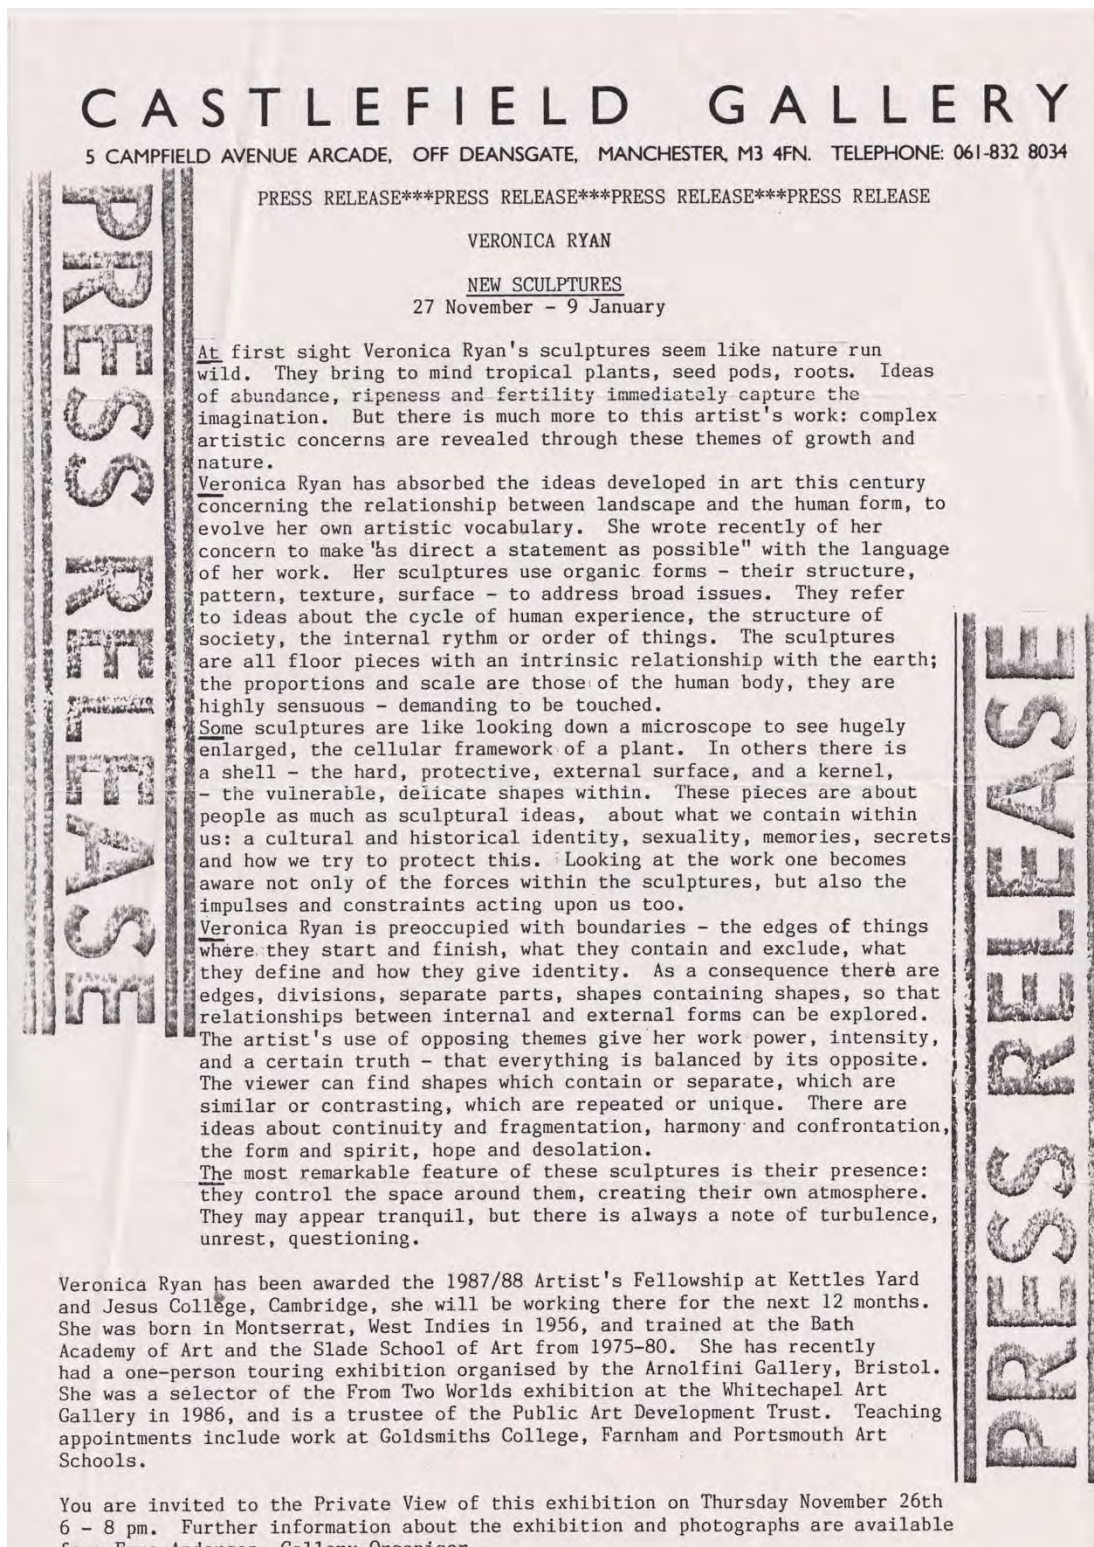 CASTLEFIELD GALLERY
5 CAMPFIELD AVENUE ARCADE, OFF DEANSGATE, MANCHESTER, M3 4FN. TELEPHONE: 061-832 8034
PRESS RELEASE***PRESS RELEASE***PRESS RELEASE***PRESS RELEASE
VERONICA RYAN
NEW SCULPTURES
27 November - 9 January
PRESS RELEASE
At first sight Veronica Ryan's sculptures seem like nature run
wild. They bring to mind tropical plants, seed pods, roots. Ideas
of abundance, ripeness and fertility immediately capture the
imagination. But there is much more to this artist's work: complex
artistic concerns are revealed through these themes of growth and
nature.
Veronica Ryan has absorbed the ideas developed in art this century
concerning the relationship between landscape and the human form, to
evolve her own artistic vocabulary. She wrote recently of her
concern to make "as direct a statement as possible" with the language
of her work. Her sculptures use organic forms - their structure,
pattern, texture, surface - to address broad issues. They refer
to ideas about the cycle of human experience, the structure of
society, the internal rythm or order of things. The sculptures
are all floor pieces with an intrinsic relationship with the earth;
the proportions and scale are those of the human body, they are
highly sensuous - demanding to be touched.
Some sculptures are like looking down a microscope to see hugely
enlarged, the cellular framework of a plant. In others there is
a shell - the hard, protective, external surface, and a kernel,
- the vulnerable, delicate shapes within. These pieces are about
people as much as sculptural ideas, about what we contain within
us: a cultural and historical identity, sexuality, memories, secrets
and how we try to protect this. Looking at the work one becomes
aware not only of the forces within the sculptures, but also the
impulses and constraints acting upon us too.
Veronica Ryan is preoccupied with boundaries - the edges of things
where they start and finish, what they contain and exclude, what
they define and how they give identity. As a consequence there are
edges, divisions, separate parts, shapes containing shapes, so that
relationships between internal and external forms can be explored.
The artist's use of opposing themes give her work power, intensity,
and a certain truth - that everything is balanced by its opposite.
The viewer can find shapes which contain or separate, which are
similar or contrasting, which are repeated or unique. There are
ideas about continuity and fragmentation, harmony and confrontation,
the form and spirit, hope and desolation.
The most remarkable feature of these sculptures is their presence:
they control the space around them, creating their own atmosphere.
They may appear tranquil, but there is always a note of turbulence,
unrest, questioning.
PRESS RELEASE
Veronica Ryan has been awarded the 1987/88 Artist's Fellowship at Kettles Yard
and Jesus College, Cambridge, she will be working there for the next 12 months.
She was born in Montserrat, West Indies in 1956, and trained at the Bath
Academy of Art and the Slade School of Art from 1975-80. She has recently
had a one-person touring exhibition organised by the Arnolfini Gallery, Bristol.
She was a selector of the From Two Worlds exhibition at the Whitechapel Art
Gallery in 1986, and is a trustee of the Public Art Development Trust. Teaching
appointments include work at Goldsmiths College, Farnham and Portsmouth Art
Schools.
You are invited to the Private View of this exhibition on Thursday November 26th
6 - 8 pm. Further information about the exhibition and photographs are available